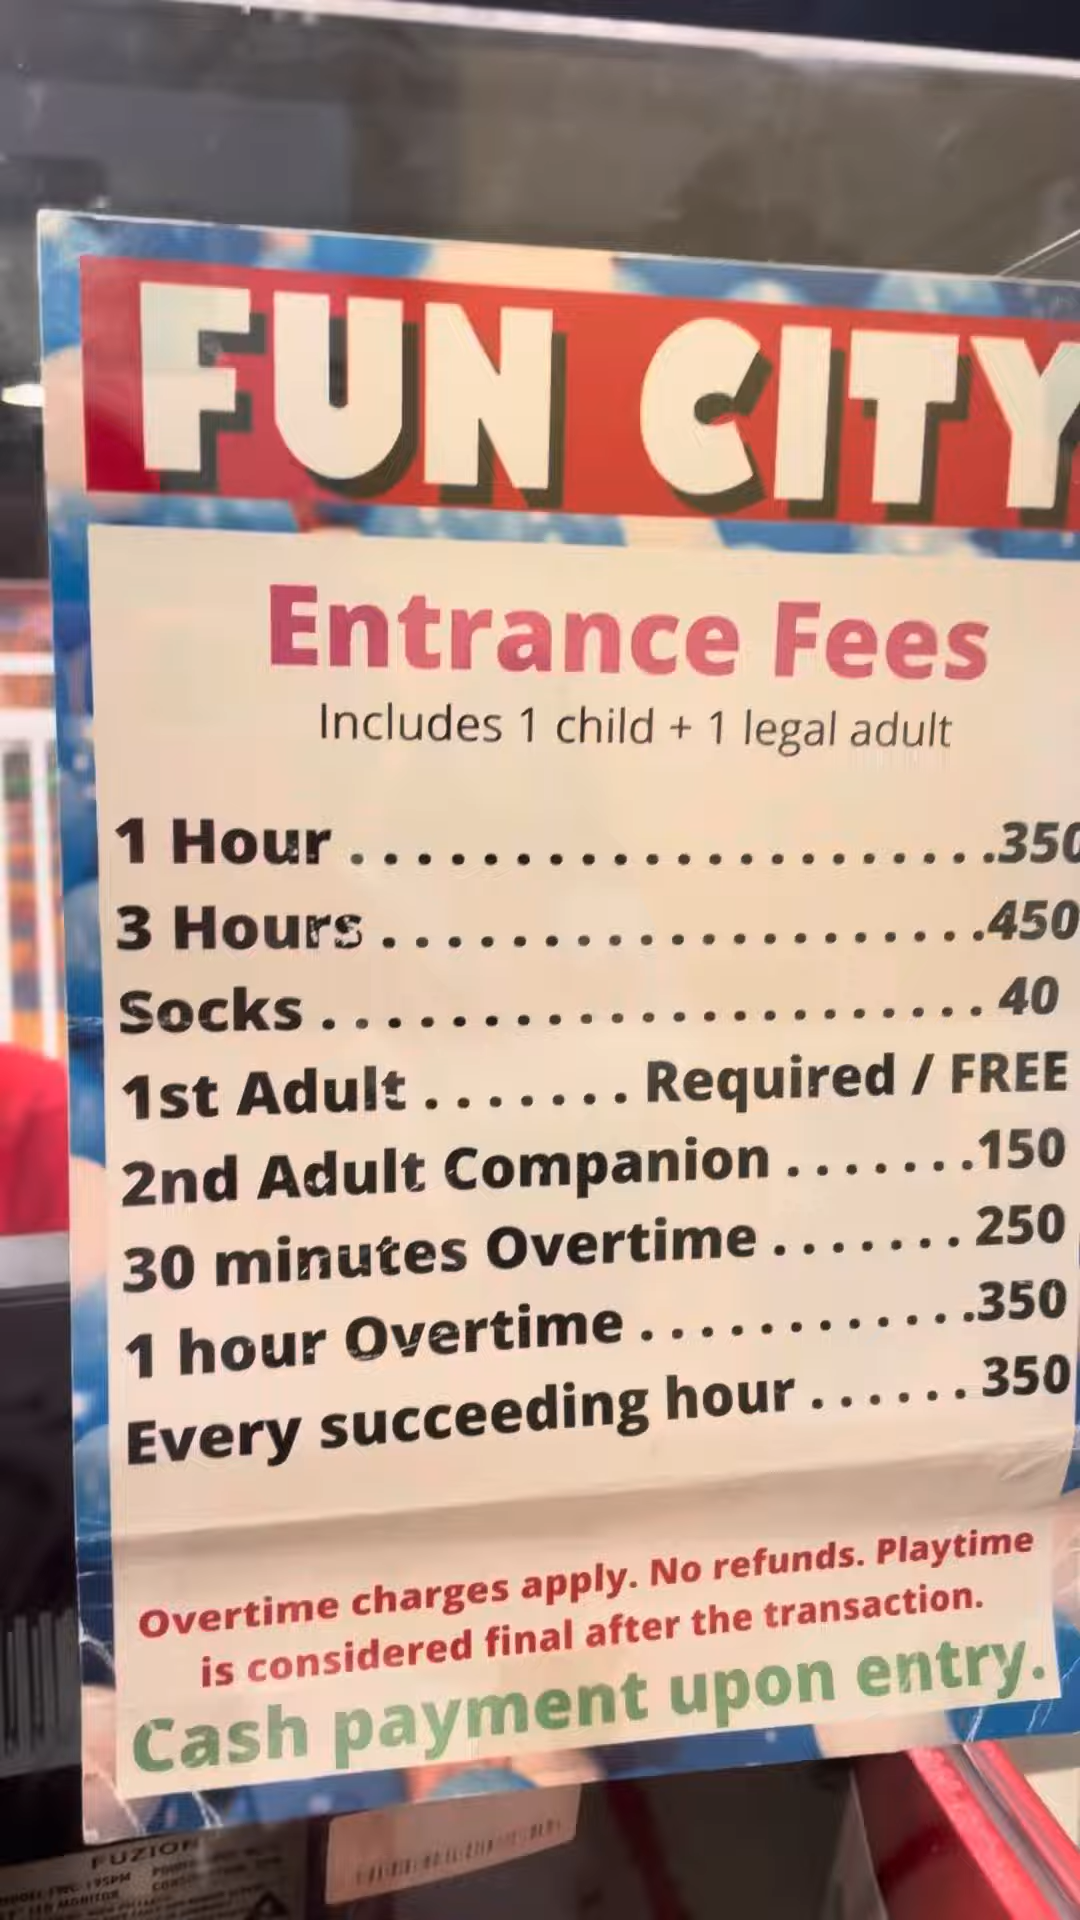 FUN CITY
Entrance Fees
Includes 1 child + 1 legal adult
1 Hour . . . . . . . . . . . . . . . . . . . .350
3 Hours . . . . . . . . . . . . . . . . . . .450
Socks . . . . . . . . . . . . . . . . . . . . . 40
1st Adult . . . . . . . Required / FREE
2nd Adult Companion . . . . . . .150
30 minutes Overtime . . . . . . . 250
1 hour Overtime . . . . . . . . . . . .350
Every succeeding hour . . . . . . 350
Overtime charges apply. No refunds. Playtime
is considered final after the transaction.
Cash payment upon entry.
FUZION